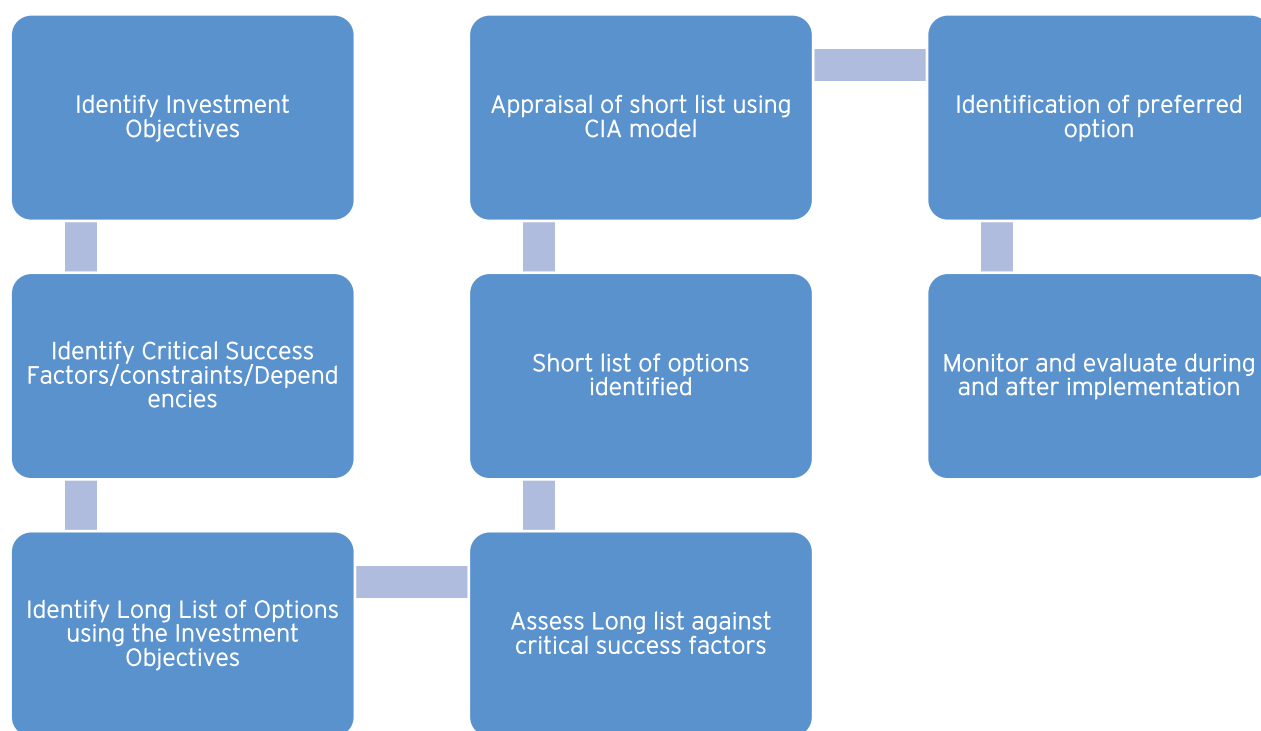 Identify Investment
Objectives
Identify Critical Success
Factors/constraints/Depend
encies
Identify Long List of Options
using the Investment
Objectives
Assess Long list against
critical success factors
Short list of options
identified
Appraisal of short list using
CIA model
Identification of preferred
option
Monitor and evaluate during
and after implementation